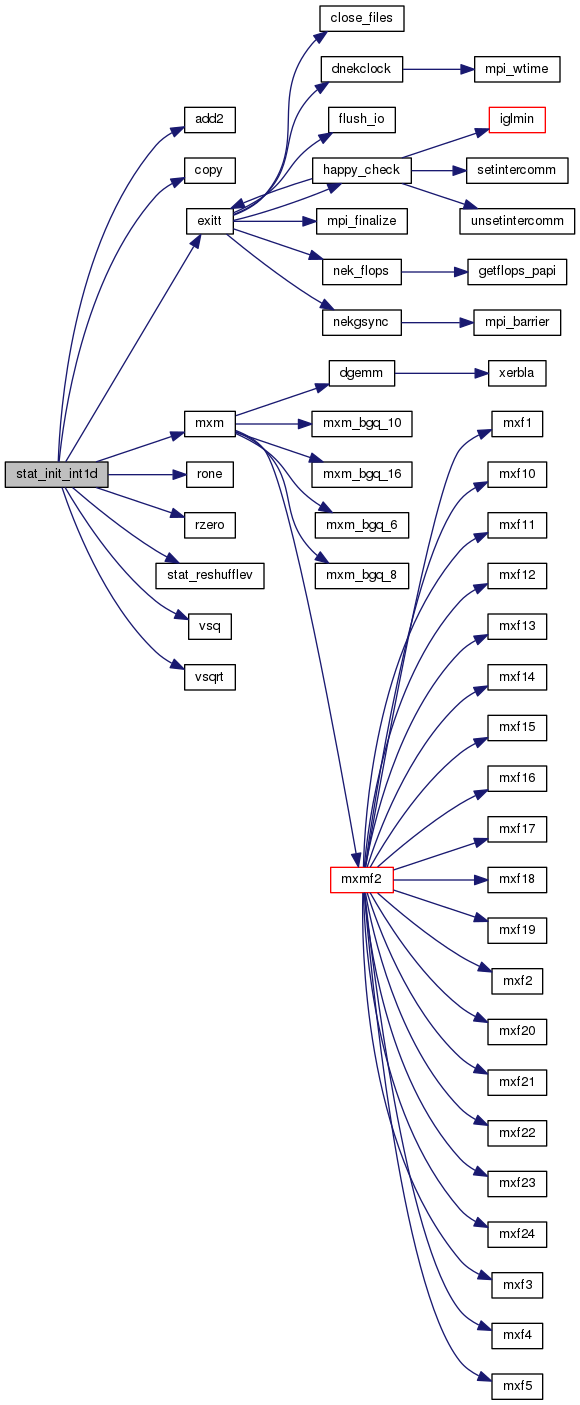 close_files
dnekclock
mpi_wtime
add2
flush_io
iglmin
copy
happy_check
setintercomm
exitt
mpi_finalize
unsetintercomm
nek_flops
getflops_papi
nekgsync
mpi_barrier
dgemm
xerbla
mxm
mxm_bgq_10
mxf1
stat_init_int1d
rone
mxm_bgq_16
mxf10
rzero
mxm_bgq_6
mxf11
stat_reshufflev
mxm_bgq_8
mxf12
vsq
mxf13
vsqrt
mxf14
mxf15
mxf16
mxf17
mxmf2
mxf18
mxf19
mxf2
mxf20
mxf21
mxf22
mxf23
mxf24
mxf3
mxf4
mxf5